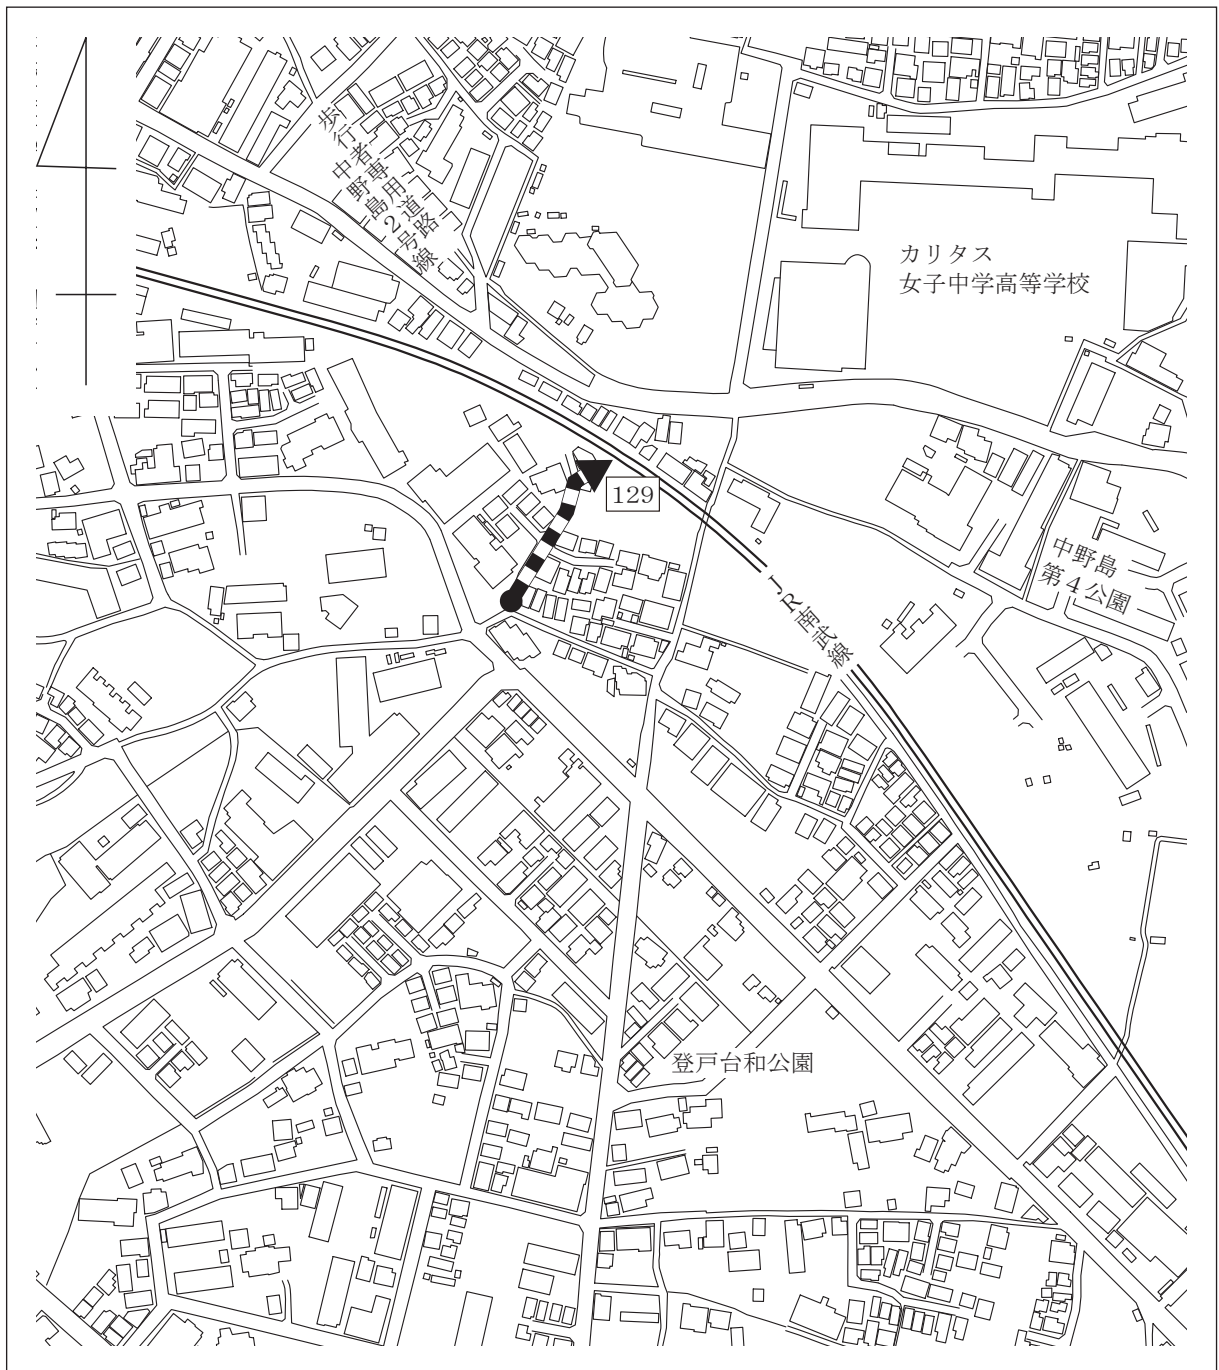 歩行者専用道路
中野島2号線
カリタス
女子中学高等学校
129
中野島
第4公園
JR南武線
登戸台和公園